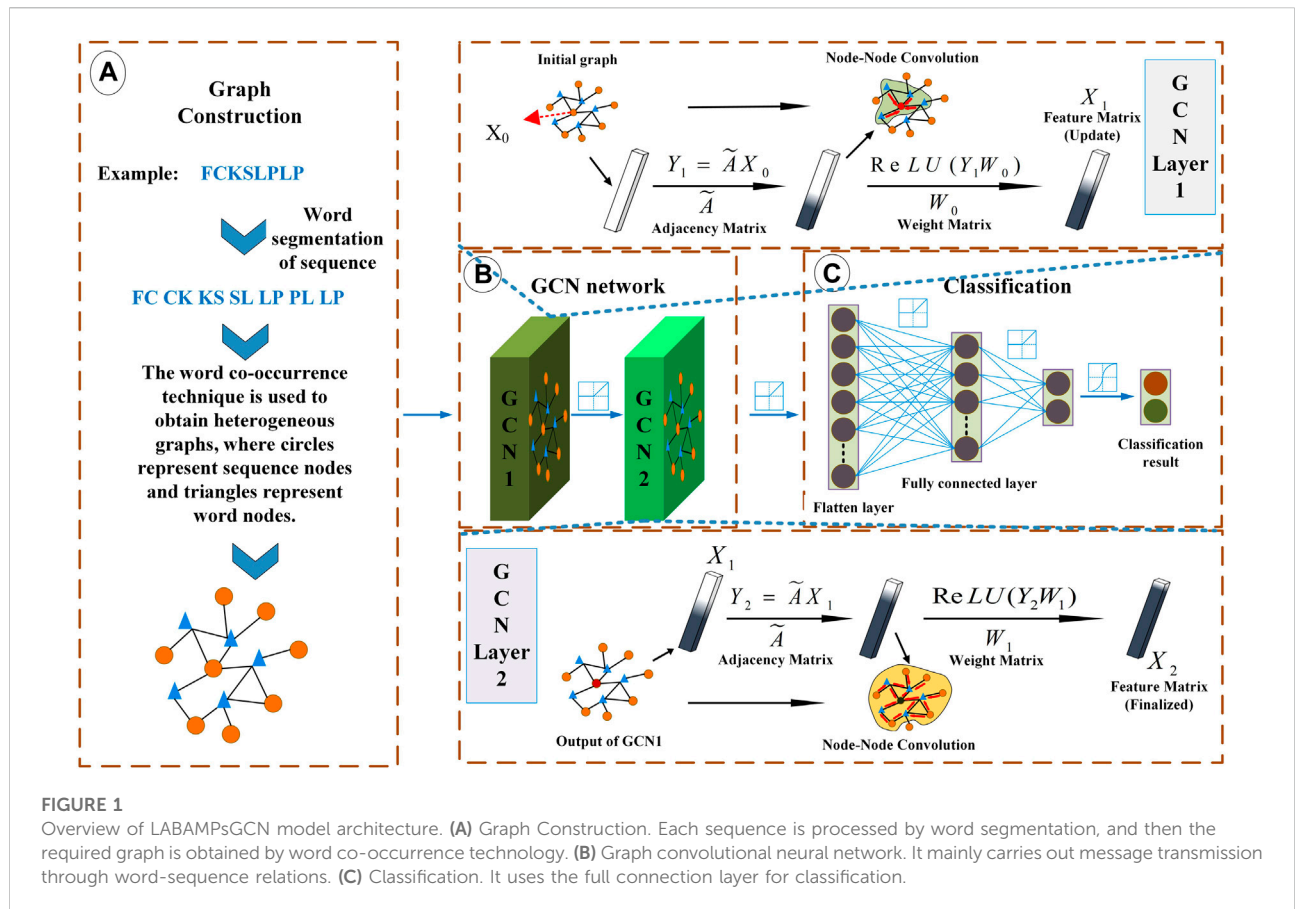 A
Graph
Construction
Example: FCKSLPLP
Word
segmentation
of sequence
FC CK KS SL LP PL LP
The word co-occurrence
technique is used to
obtain heterogeneous
graphs, where circles
represent sequence nodes
and triangles represent
word nodes.
Initial graph
X₀
Y₁ = ÃX₀
Ã
Adjacency Matrix
Node-Node Convolution
Re LU (Y₁W₀)
W₀
Weight Matrix
X₁
Feature Matrix
(Update)
G
C
N
Layer
1
B
GCN network
G
C
N
1
G
C
N
2
C
Classification
Flatten layer
Fully connected layer
Classification
result
G
C
N
Layer
2
Output of GCN1
X₁
Y₂ = ÃX₁
Ã
Adjacency Matrix
Node-Node Convolution
Re LU(Y₂W₁)
W₁
Weight Matrix
X₂
Feature Matrix
(Finalized)
FIGURE 1
Overview of LABAMPsGCN model architecture. (A) Graph Construction. Each sequence is processed by word segmentation, and then the
required graph is obtained by word co-occurrence technology. (B) Graph convolutional neural network. It mainly carries out message transmission
through word-sequence relations. (C) Classification. It uses the full connection layer for classification.